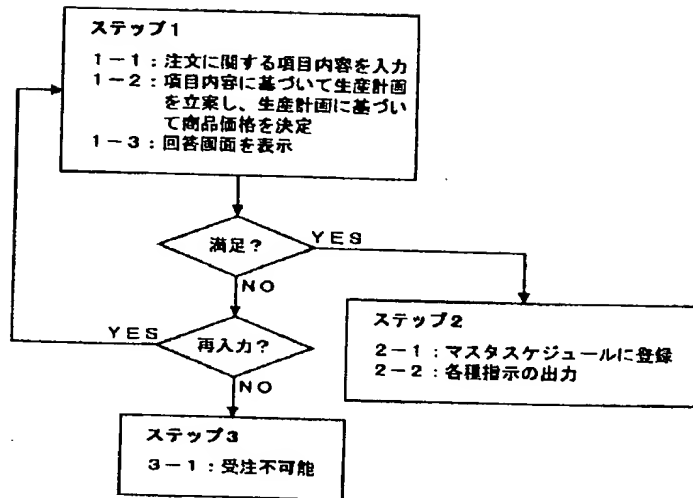 ステップ1
1-1：注文に関する項目内容を入力
1-2：項目内容に基づいて生産計画
を立案し、生産計画に基づい
て商品価格を決定
1-3：回答画面を表示
満足？
YES
NO
YES
再入力？
NO
ステップ2
2-1：マスタスケジュールに登録
2-2：各種指示の出力
ステップ3
3-1：受注不可能